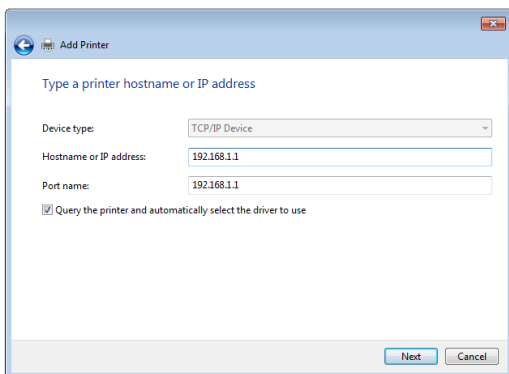 Add Printer
Type a printer hostname or IP address
Device type: TCP/IP Device
Hostname or IP address: 192.168.1.1
Port name: 192.168.1.1
Query the printer and automatically select the driver to use
Next Cancel